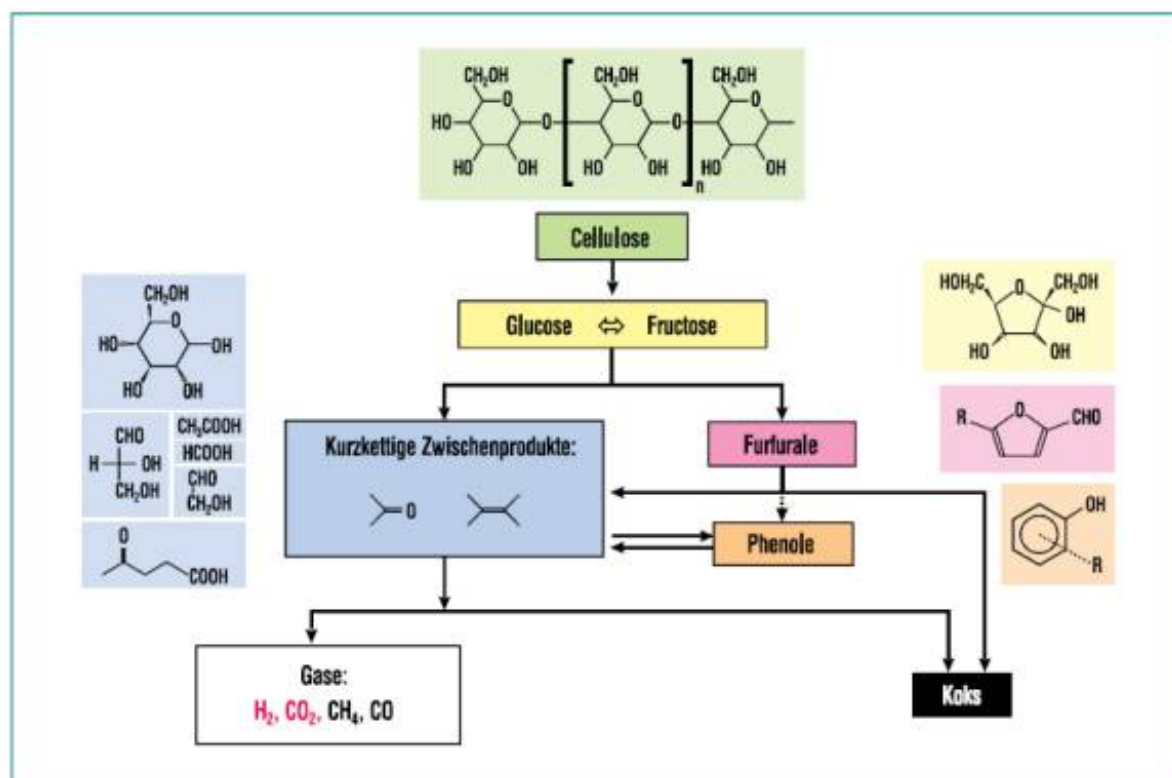 CH₂OH CH₂OH CH₂OH
O O O
HO O O
HO OH HO OH HO OH
n
Cellulose
Glucose ⇔ Fructose
CH₂OH
O
HO OH
HO OH
CHO
H OH
CH₂OH
CH₃COOH
HCOOH
CHO
CH₂OH
O
COOH
Kurzkettige Zwischenprodukte:
O
Furfurale
Phenole
HOH₂C O CH₂OH
OH
HO OH
R O CHO
OH
R
Gase:
H₂, CO₂, CH₄, CO
Koks